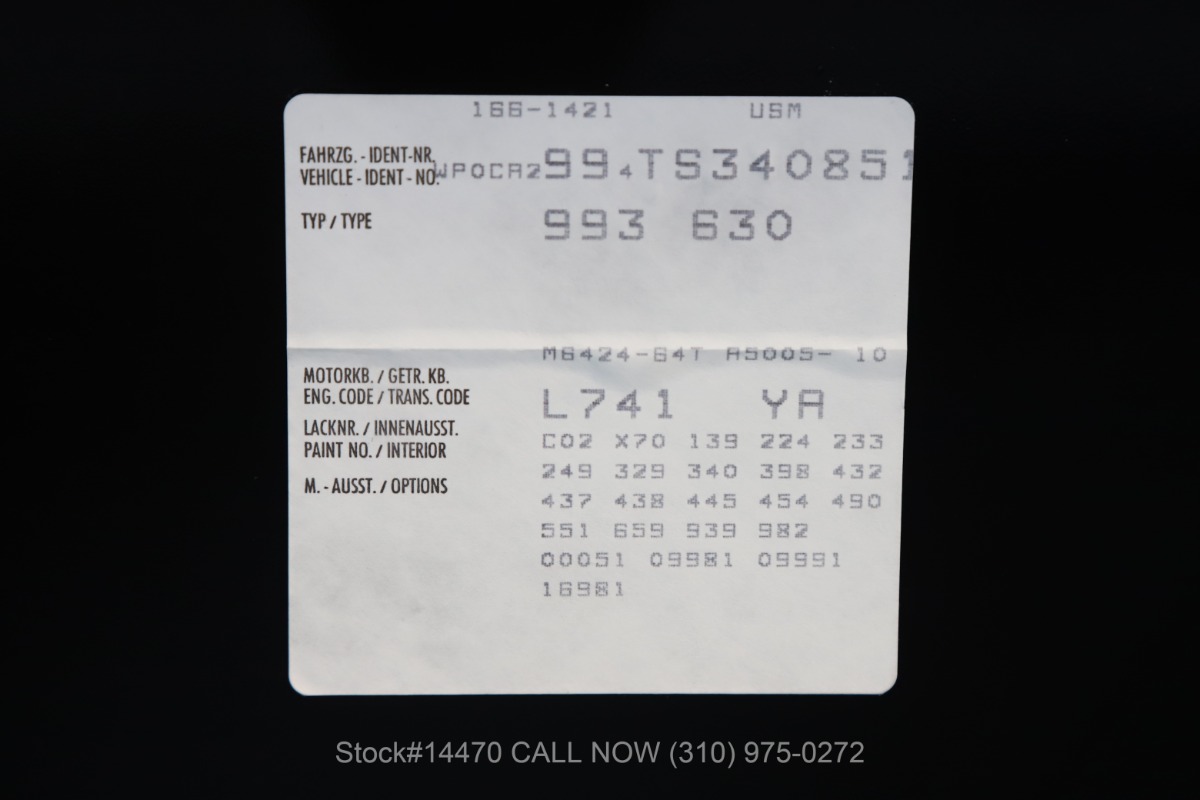 166-1421 USM
FAHRZG. - IDENT-NR.
VEHICLE - IDENT - NO. WP0CA2994TS340851
TYP / TYPE 993 630
M6424-64T A5005- 10
MOTORKB. / GETR. KB.
ENG. CODE / TRANS. CODE L741 YA
LACKNR. / INNENAUSST.
PAINT NO. / INTERIOR
M. - AUSST. / OPTIONS
C02 X70 139 224 233
249 329 340 398 432
437 438 445 454 490
551 659 939 982
00051 09981 09991
16981
Stock#14470 CALL NOW (310) 975-0272